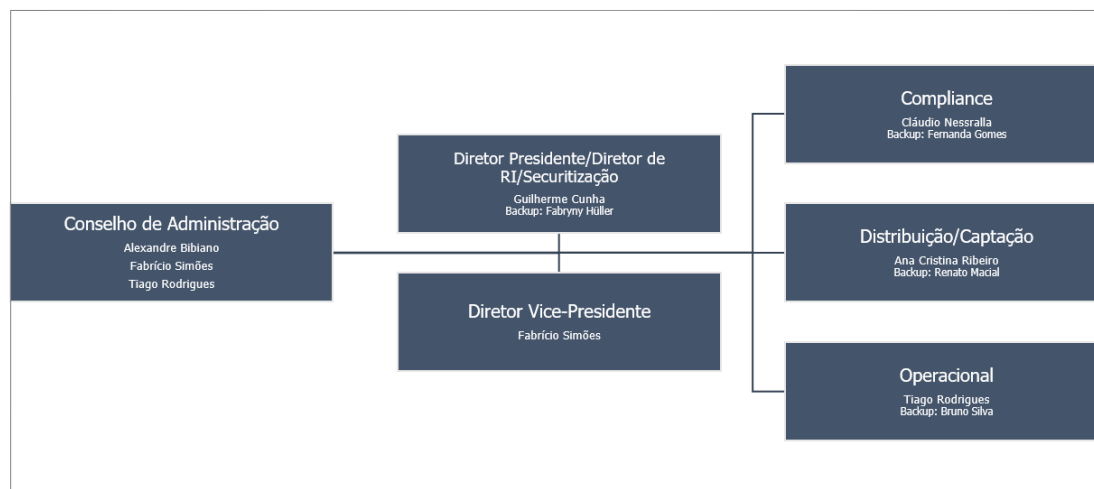 Conselho de Administração
Alexandre Bibiano
Fabrício Simões
Tiago Rodrigues
Diretor Presidente/Diretor de
RI/Securitização
Guilherme Cunha
Backup: Fabryny Hüller
Diretor Vice-Presidente
Fabrício Simões
Compliance
Cláudio Nessralla
Backup: Fernanda Gomes
Distribuição/Captação
Ana Cristina Ribeiro
Backup: Renato Macial
Operacional
Tiago Rodrigues
Backup: Bruno Silva